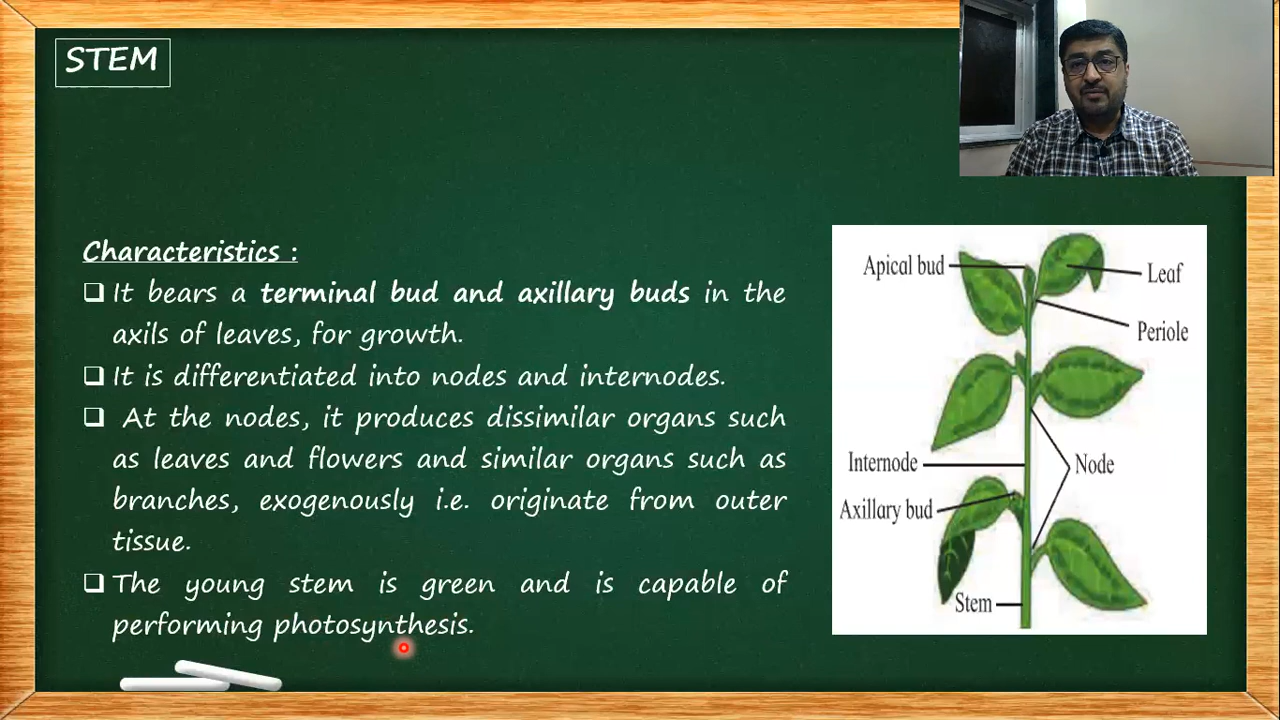 STEM
Characteristics :
It bears a terminal bud and axillary buds in the
axils of leaves, for growth.
It is differentiated into nodes and internodes.
At the nodes, it produces dissimilar organs such
as leaves and flowers and similar organs such as
branches, exogenously i.e. originate from outer
tissue.
The young stem is green and is capable of
performing photosynthesis.
Apical bud
Leaf
Periole
Internode
Node
Axillary bud
Stem